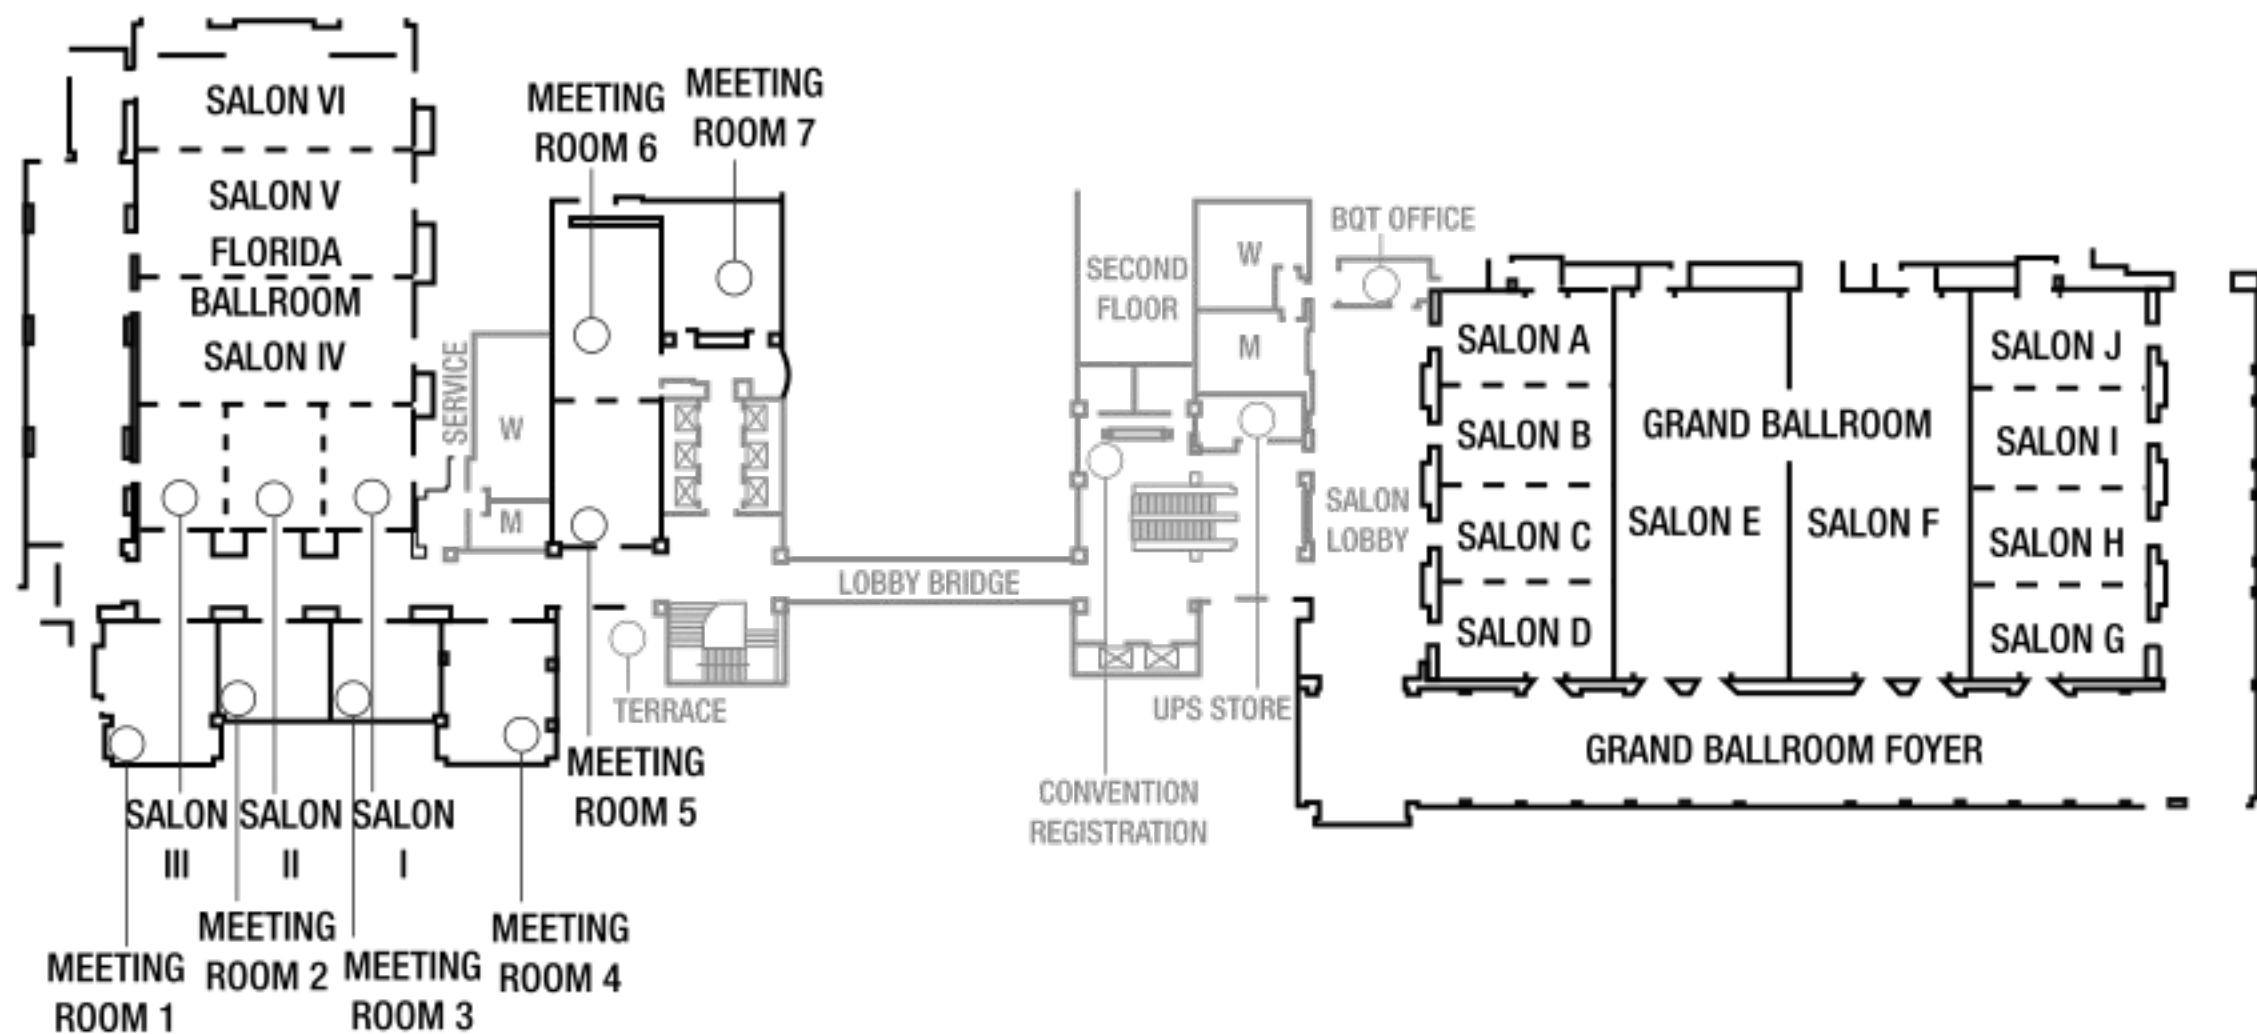 SALON VI
SALON V
FLORIDA
BALLROOM
SALON IV
SERVICE
W
M
MEETING
ROOM 6
MEETING
ROOM 7
SALON
III
SALON
II
SALON
I
MEETING
ROOM 1
MEETING
ROOM 2
MEETING
ROOM 3
MEETING
ROOM 4
MEETING
ROOM 5
TERRACE
LOBBY BRIDGE
SECOND
FLOOR
W
M
BQT OFFICE
SALON
LOBBY
UPS STORE
CONVENTION
REGISTRATION
SALON A
SALON B
SALON C
SALON D
GRAND BALLROOM
SALON E
SALON F
SALON J
SALON I
SALON H
SALON G
GRAND BALLROOM FOYER